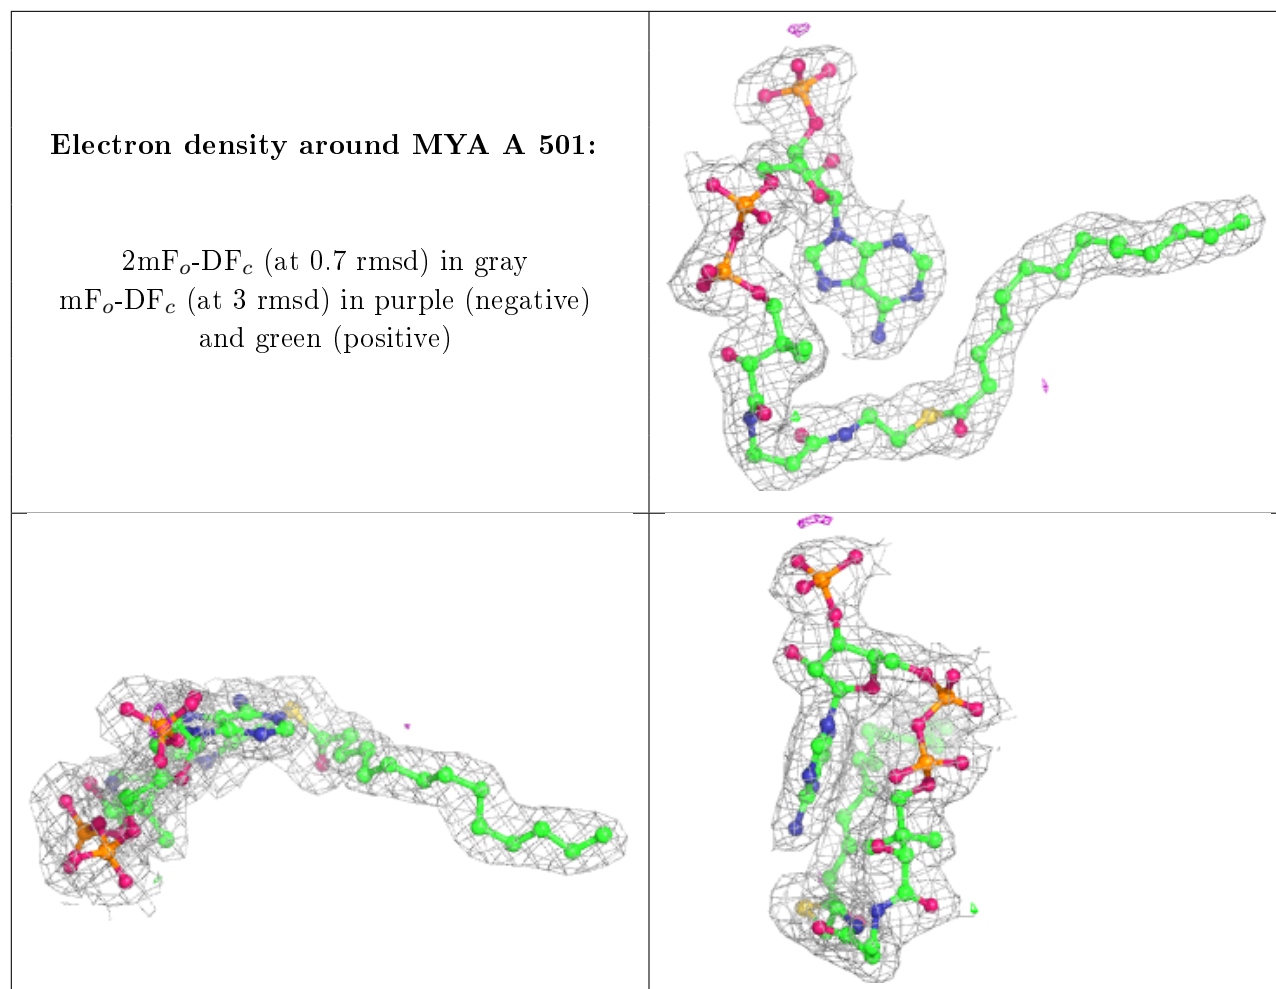 Electron density around MYA A 501:
2mFo-DFc (at 0.7 rmsd) in gray
mFo-DFc (at 3 rmsd) in purple (negative)
and green (positive)